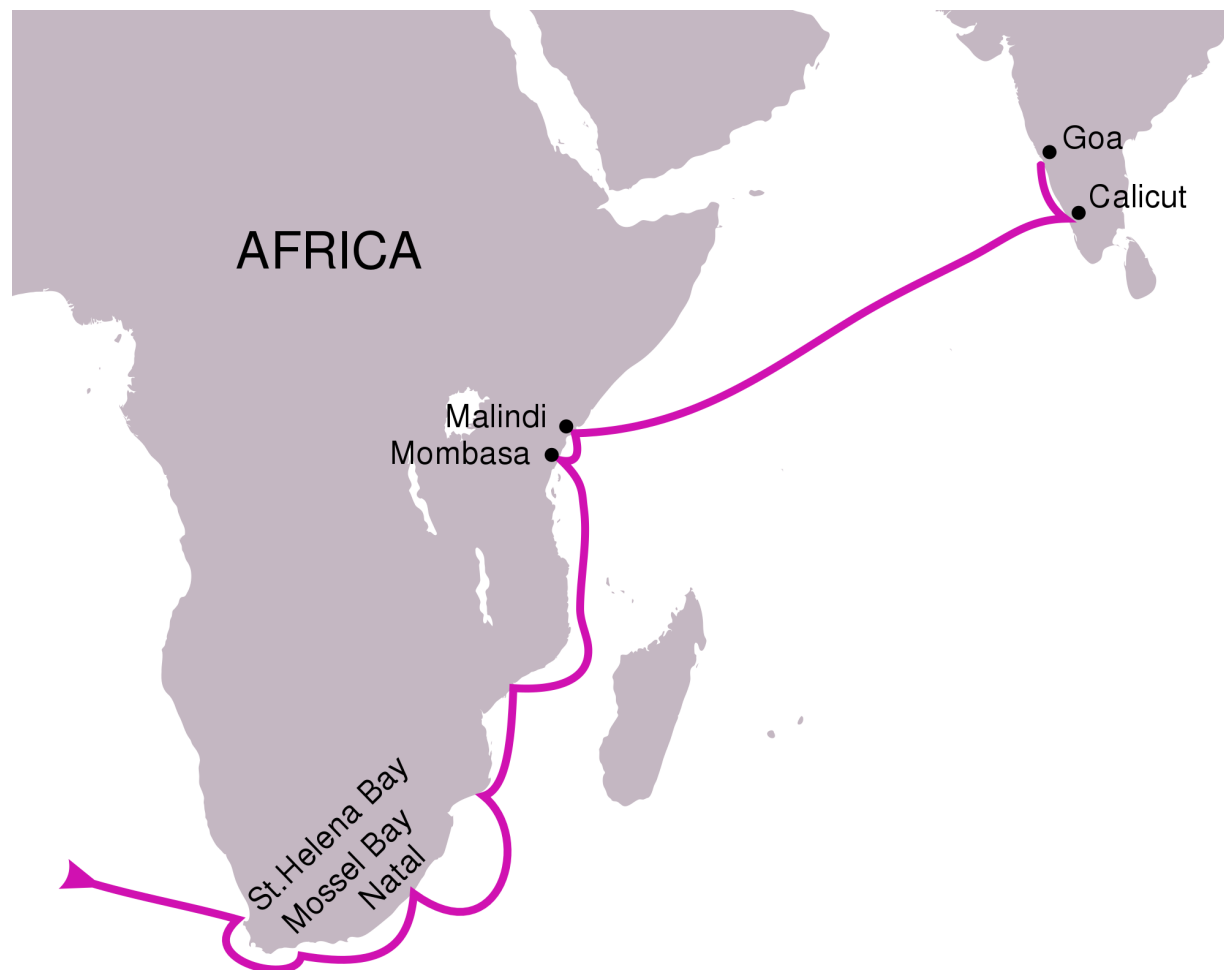 Goa
Calicut
AFRICA
Malindi
Mombasa
St.Helena Bay
Mossel Bay
Natal